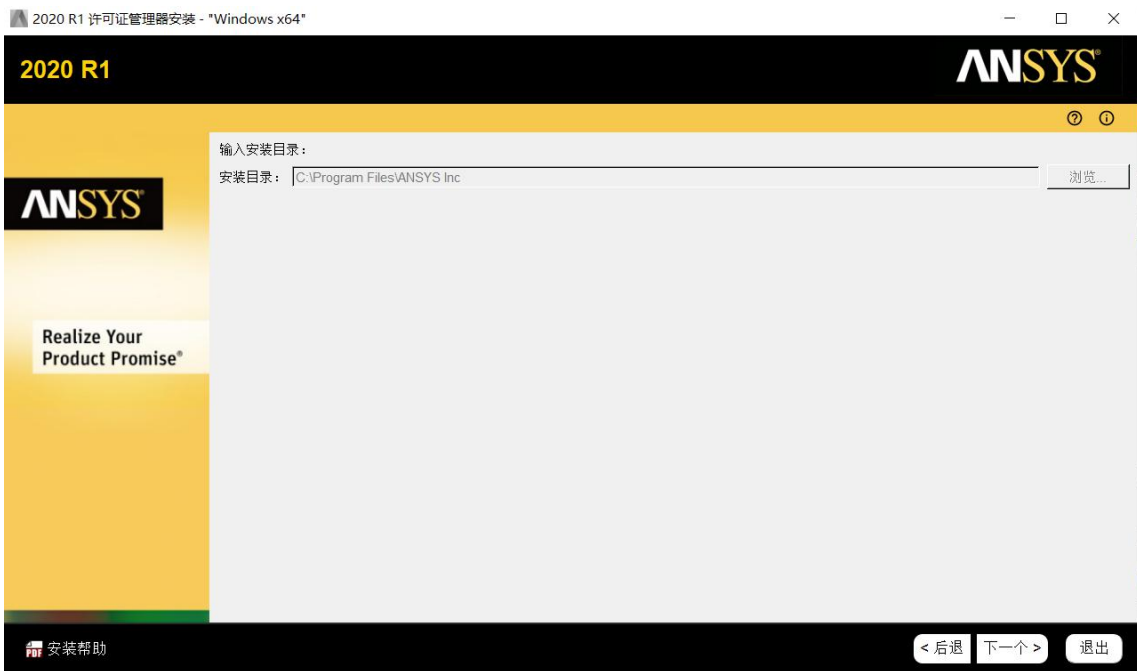 2020 R1 许可证管理器安装 - "Windows x64"
2020 R1
ANSYS®
输入安装目录：
安装目录： C:\Program Files\ANSYS Inc 浏览...
ANSYS®
Realize Your
Product Promise®
PDF 安装帮助
< 后退 下一个 > 退出